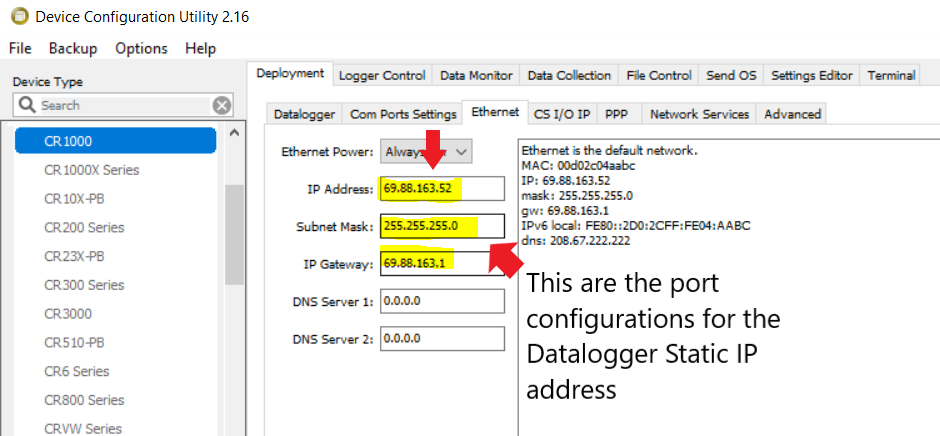 Device Configuration Utility 2.16
File Backup Options Help
Device Type
Search
CR1000
CR1000X Series
CR10X-PB
CR200 Series
CR23X-PB
CR300 Series
CR3000
CR510-PB
CR6 Series
CR800 Series
CRVW Series
Deployment Logger Control Data Monitor Data Collection File Control Send OS Settings Editor Terminal
Datalogger Com Ports Settings Ethernet CS I/O IP PPP Network Services Advanced
Ethernet Power:
IP Address: 69.88.163.52
Subnet Mask: 255.255.255.0
IP Gateway: 69.88.163.1
DNS Server 1: 0.0.0.0
DNS Server 2: 0.0.0.0
Ethernet is the default network.
MAC: 00d02c04aabc
IP: 69.88.163.52
mask: 255.255.255.0
gw: 69.88.163.1
IPv6 local: FE80::2D0:2CFF:FE04:AABC
dns: 208.67.222.222
This are the port
configurations for the
Datalogger Static IP
address